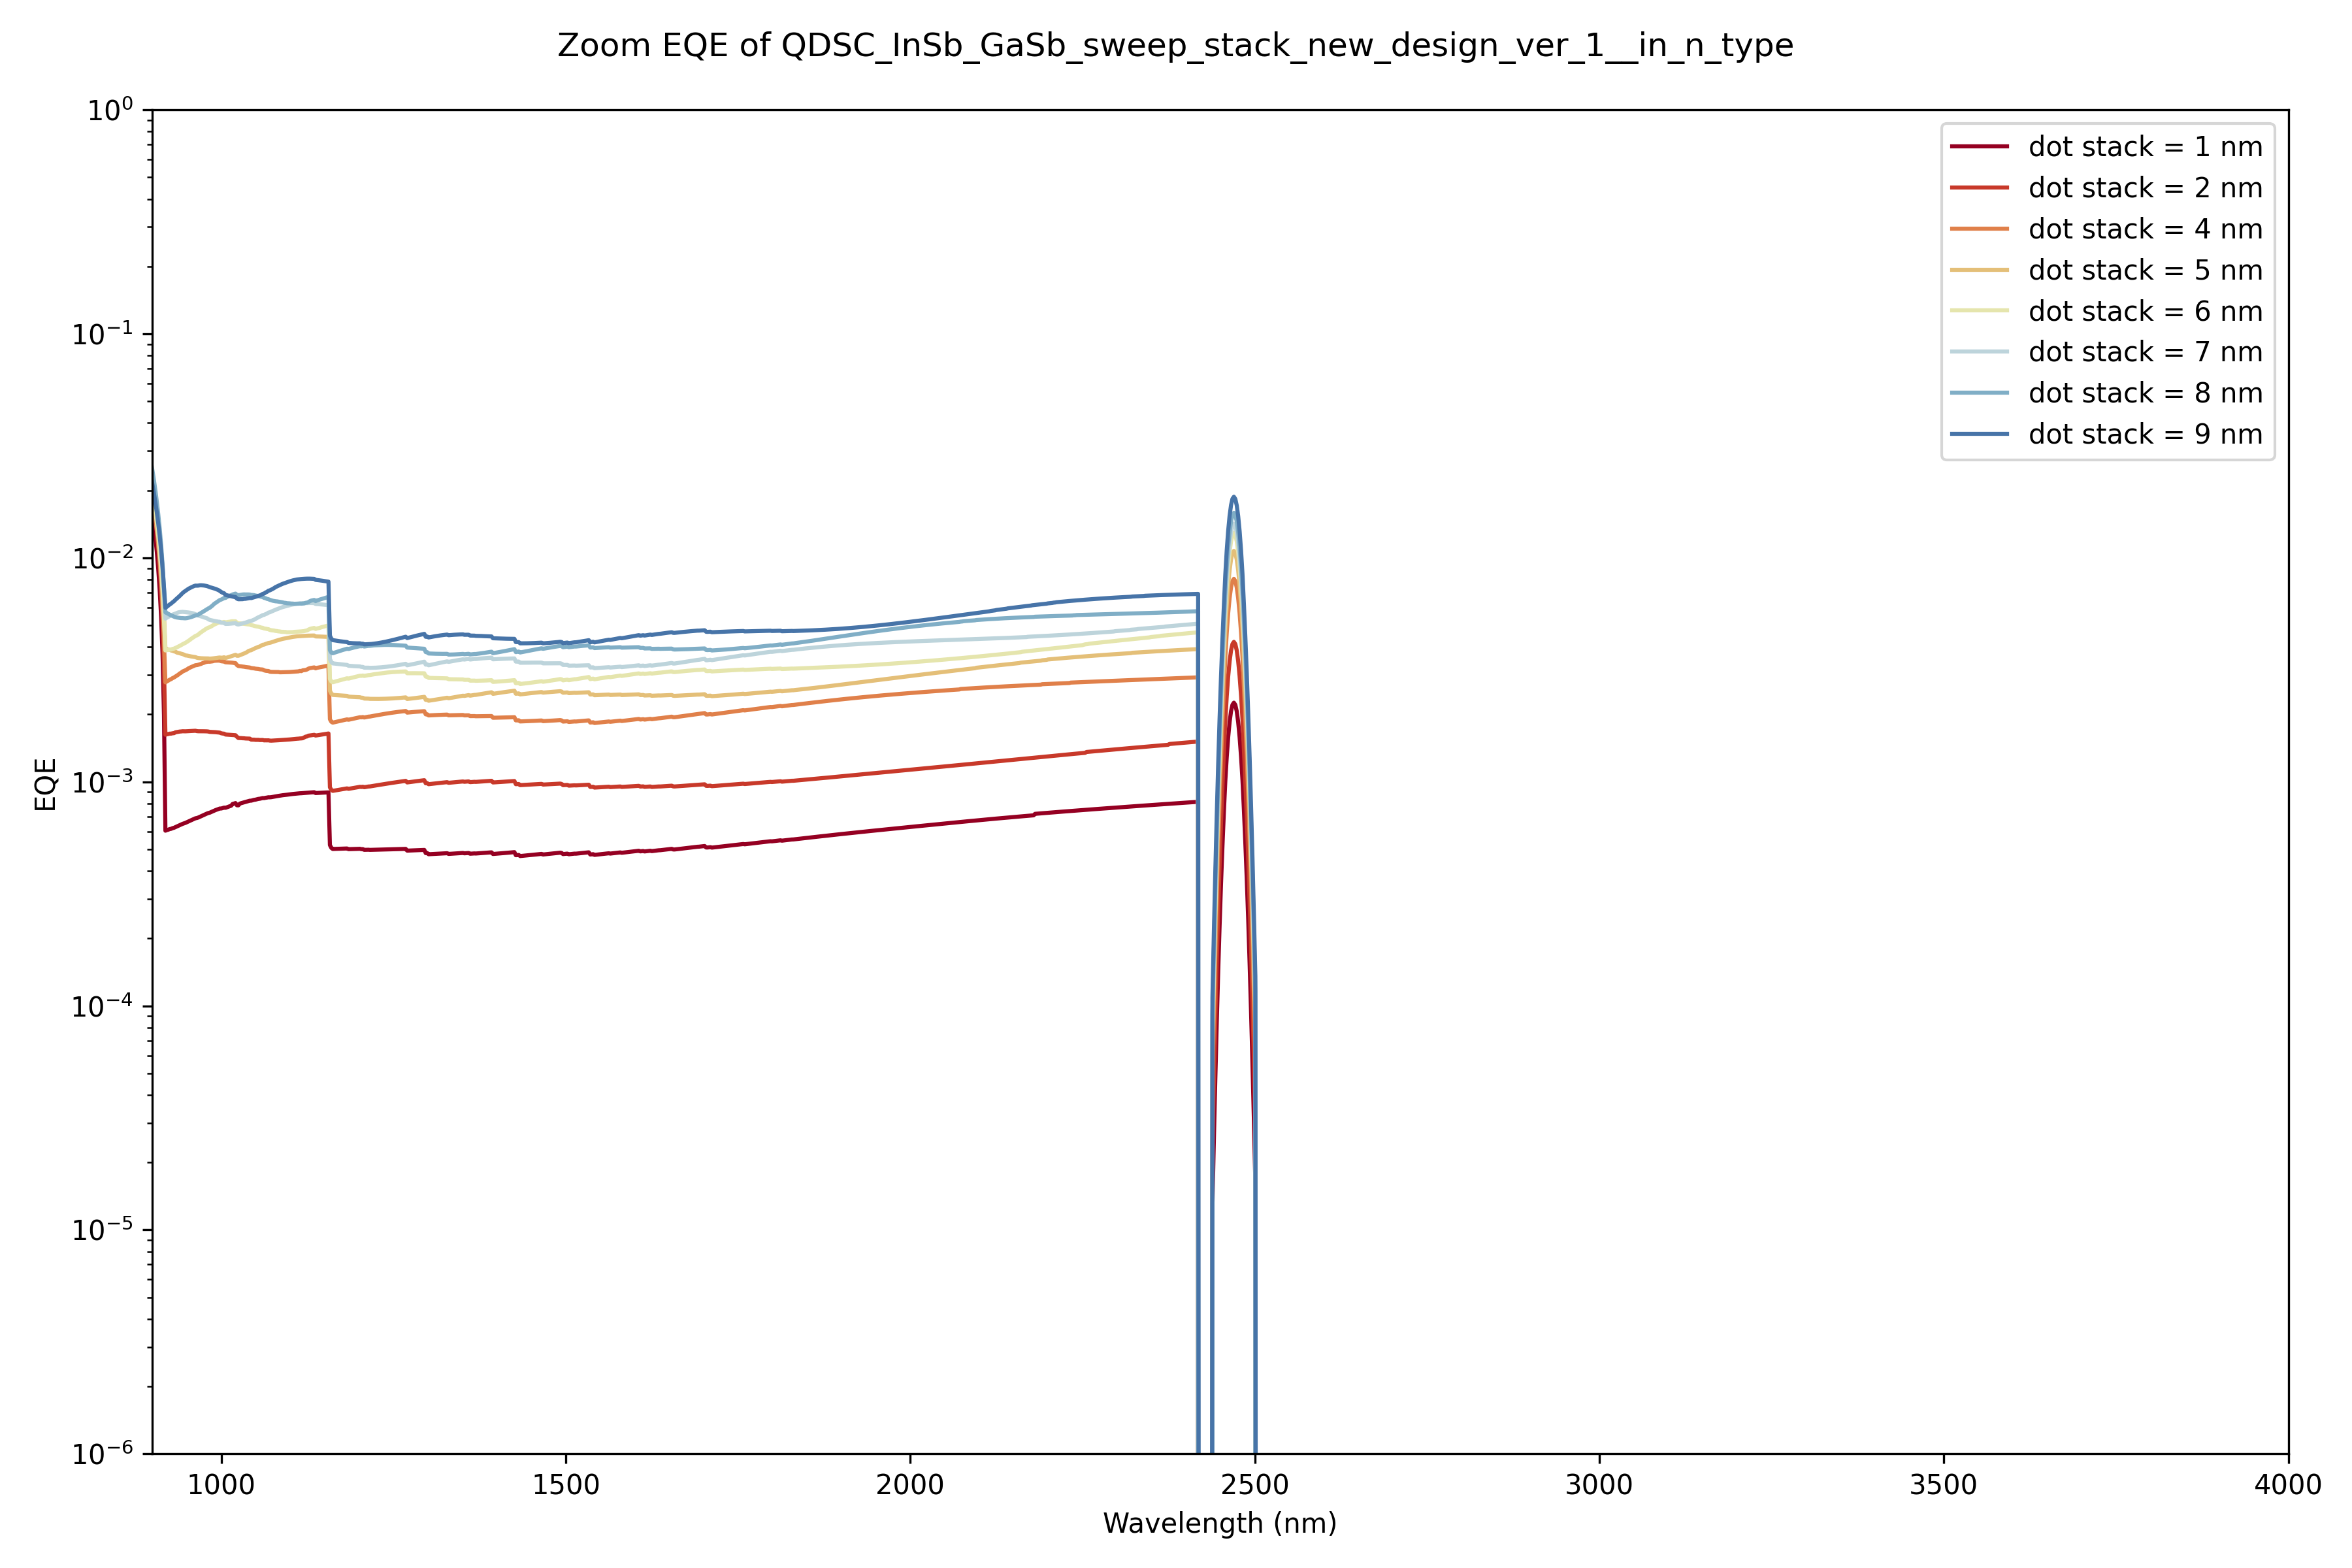 Zoom EQE of QDSC_InSb_GaSb_sweep_stack_new_design_ver_1__in_n_type
10⁰
10⁻¹
10⁻²
10⁻³
10⁻⁴
10⁻⁵
10⁻⁶
EQE
dot stack = 1 nm
dot stack = 2 nm
dot stack = 4 nm
dot stack = 5 nm
dot stack = 6 nm
dot stack = 7 nm
dot stack = 8 nm
dot stack = 9 nm
1000 1500 2000 2500 3000 3500 4000
Wavelength (nm)